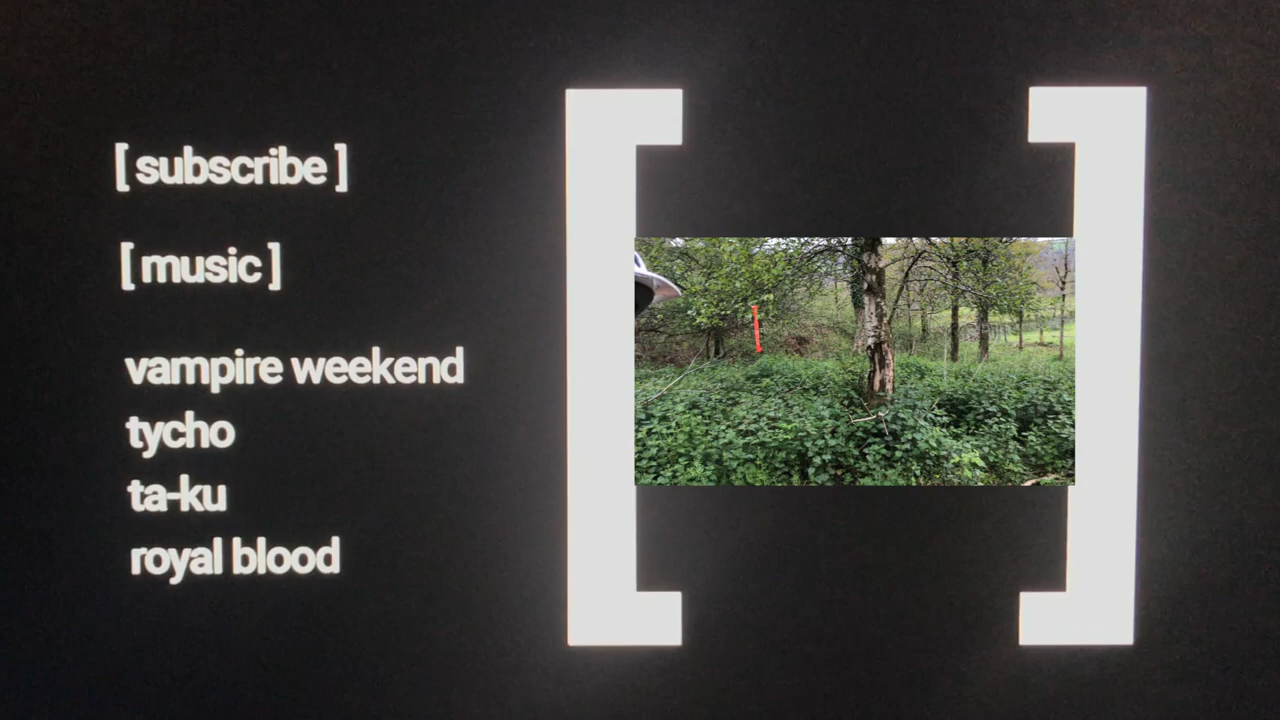 [ subscribe ]
[ music ]
vampire weekend
tycho
ta-ku
royal blood